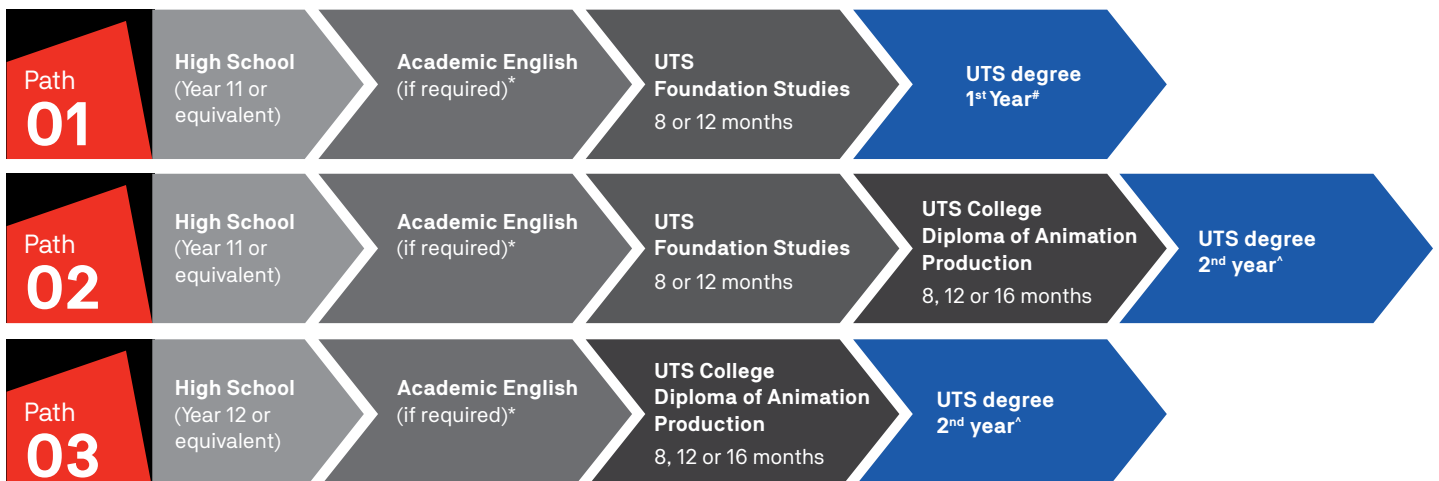 Path
01
High School
(Year 11 or
equivalent)
Academic English
(if required)*
UTS
Foundation Studies
8 or 12 months
UTS degree
1st Year#
Path
02
High School
(Year 11 or
equivalent)
Academic English
(if required)*
UTS
Foundation Studies
8 or 12 months
UTS College
Diploma of Animation
Production
8, 12 or 16 months
UTS degree
2nd year^
Path
03
High School
(Year 12 or
equivalent)
Academic English
(if required)*
UTS College
Diploma of Animation
Production
8, 12 or 16 months
UTS degree
2nd year^